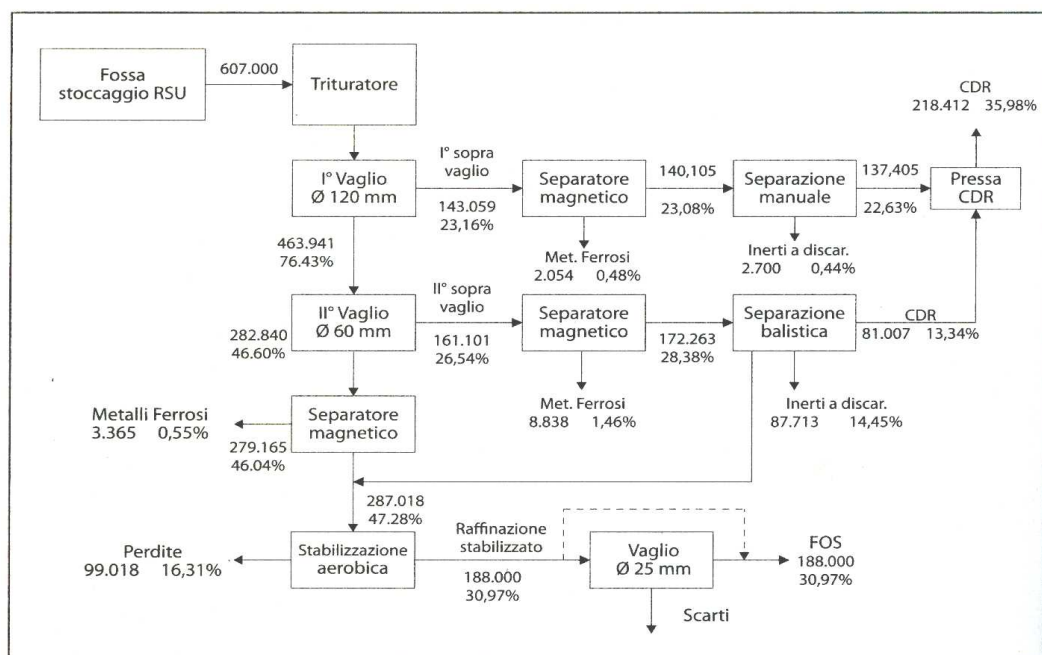 Fossa
stoccaggio RSU
607.000
Trituratore
CDR
218.412 35,98%
I° Vaglio
Ø 120 mm
I° sopra
vaglio
143.059
23,16%
Separatore
magnetico
140,105
23,08%
Separazione
manuale
137,405
22,63%
Pressa
CDR
463.941
76.43%
Met. Ferrosi
2.054 0,48%
Inerti a discar.
2.700 0,44%
II° Vaglio
Ø 60 mm
II° sopra
vaglio
161.101
26,54%
Separatore
magnetico
172.263
28,38%
Separazione
balistica
CDR
81.007 13,34%
282.840
46.60%
Met. Ferrosi
8.838 1,46%
Inerti a discar.
87.713 14,45%
Metalli Ferrosi
3.365 0,55%
Separatore
magnetico
279.165
46.04%
287.018
47.28%
Perdite
99.018 16,31%
Stabilizzazione
aerobica
Raffinazione
stabilizzato
188.000
30,97%
Vaglio
Ø 25 mm
FOS
188.000
30,97%
Scarti